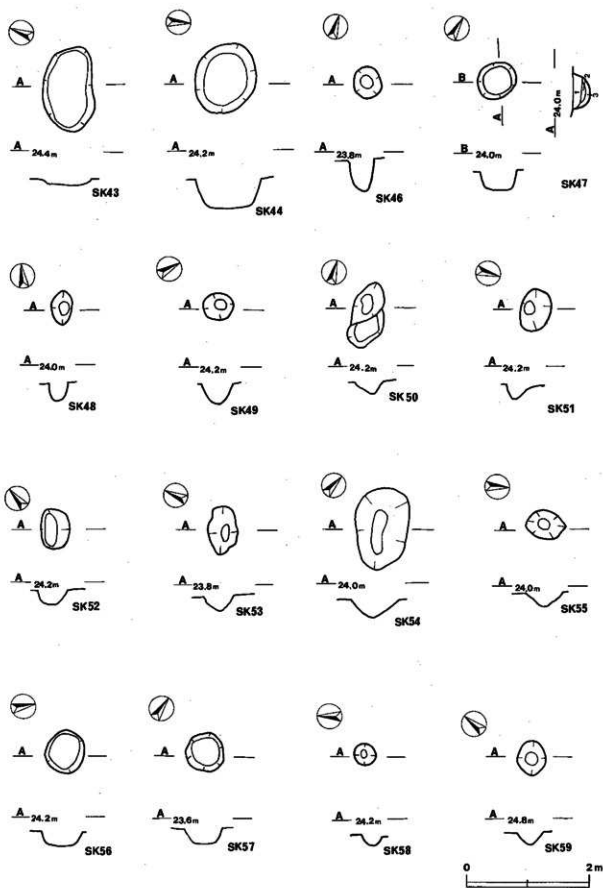 A
A 24.4m
SK43
A
A 24.2m
SK44
A
A 23.8m
SK46
B
A
A 24.0m
2
3
B 24.0m
SK47
A
A 24.0m
SK48
A
A 24.2m
SK49
A
A 24.2m
SK50
A
A 24.2m
SK51
A
A 24.2m
SK52
A
A 23.8m
SK53
A
A 24.0m
SK54
A
A 24.0m
SK55
A
A 24.2m
SK56
A
A 23.6m
SK57
A
A 24.2m
SK58
A
A 24.8m
SK59
0 2m